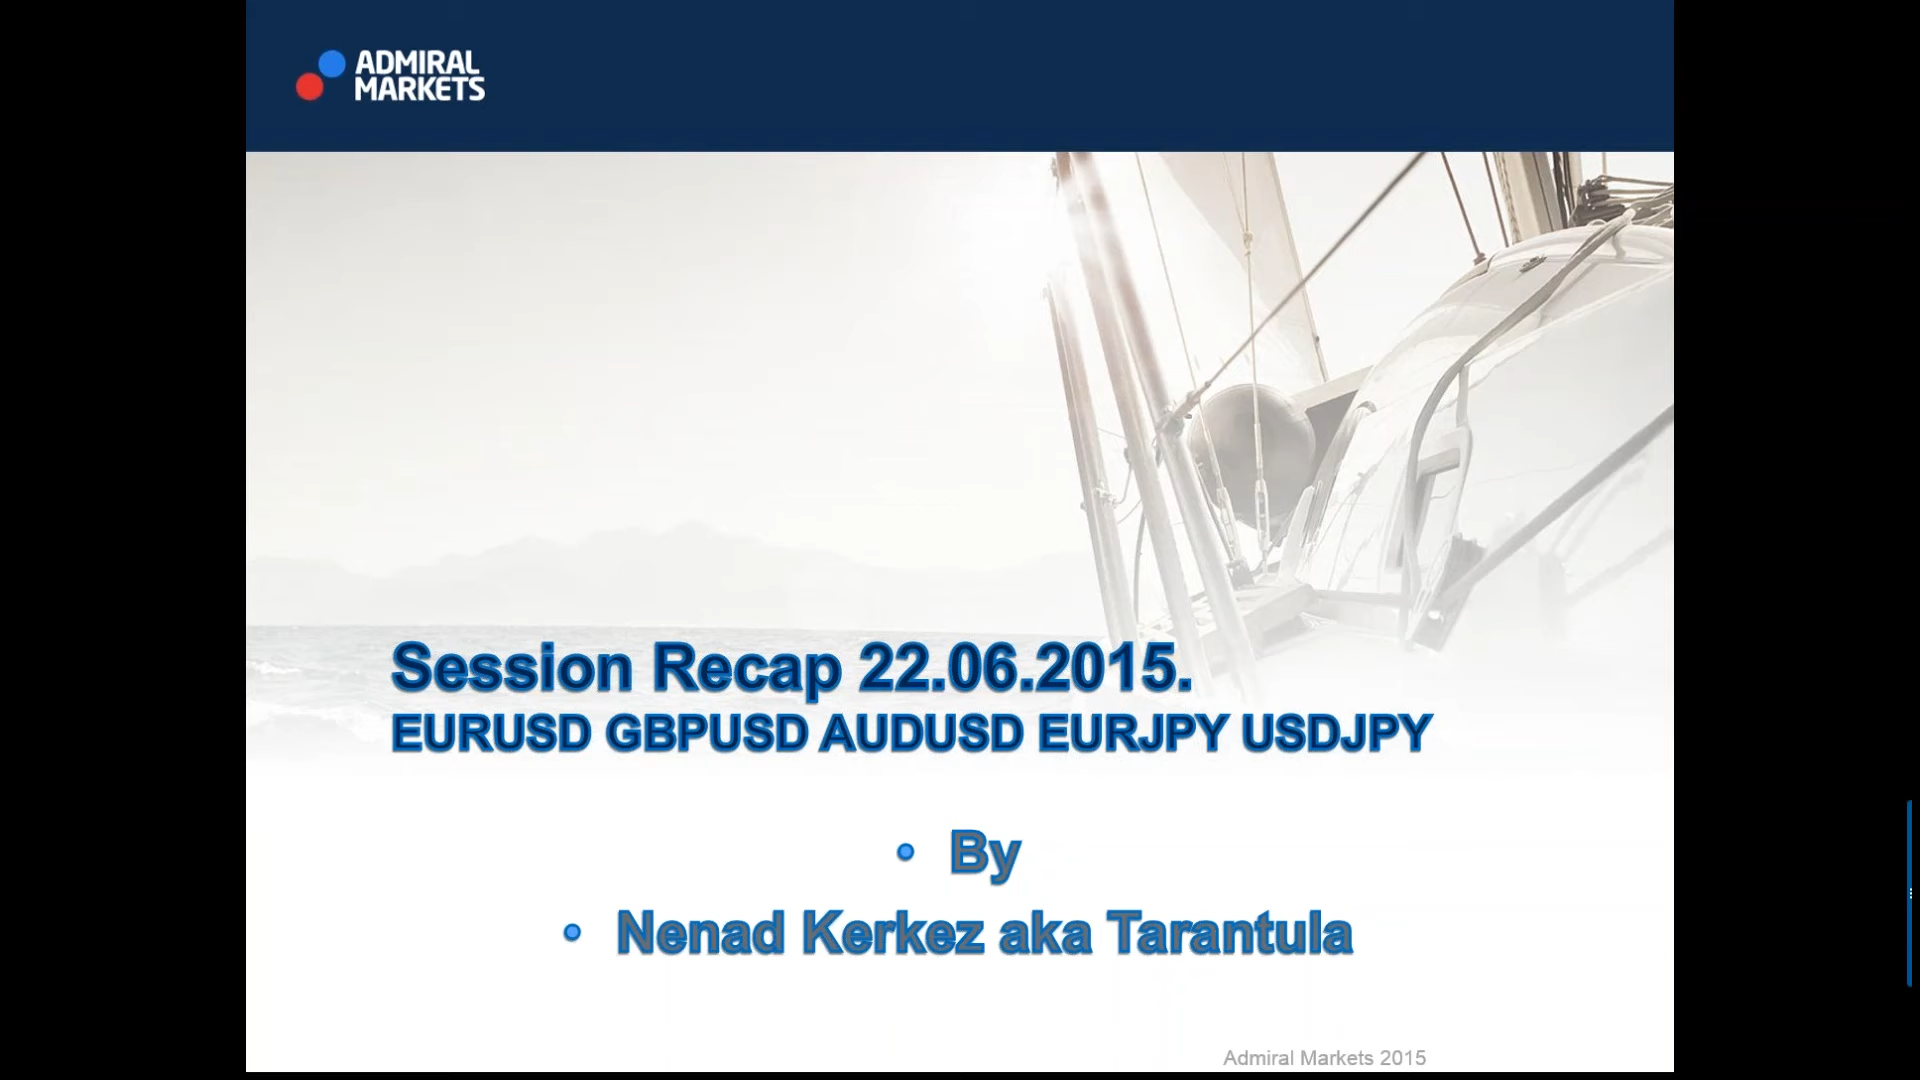 ADMIRAL
MARKETS
Session Recap 22.06.2015.
EURUSD GBPUSD AUDUSD EURJPY USDJPY
• By
• Nenad Kerkez aka Tarantula
Admiral Markets 2015